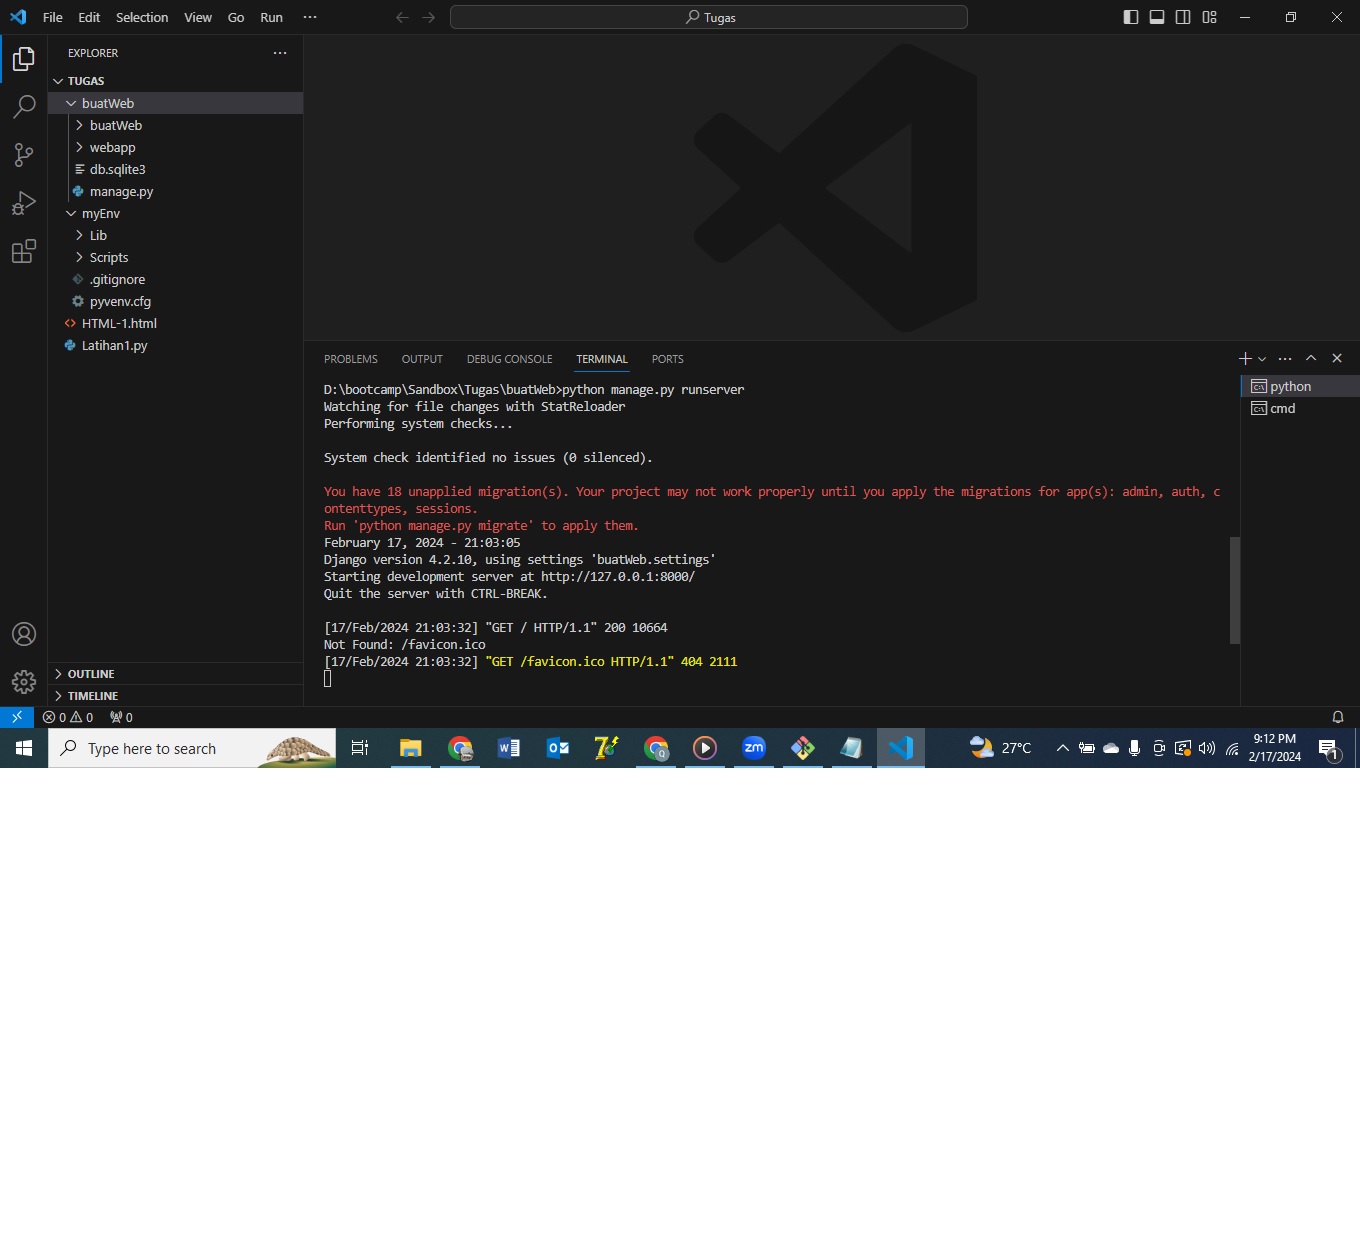 File Edit Selection View Go Run ···
Tugas
EXPLORER
TUGAS
buatWeb
buatWeb
webapp
db.sqlite3
manage.py
myEnv
Lib
Scripts
.gitignore
pyvenv.cfg
HTML-1.html
Latihan1.py
OUTLINE
TIMELINE
PROBLEMS OUTPUT DEBUG CONSOLE TERMINAL PORTS
python
cmd
D:\bootcamp\Sandbox\Tugas\buatWeb>python manage.py runserver
Watching for file changes with StatReloader
Performing system checks...
System check identified no issues (0 silenced).
You have 18 unapplied migration(s). Your project may not work properly until you apply the migrations for app(s): admin, auth, c
ontenttypes, sessions.
Run 'python manage.py migrate' to apply them.
February 17, 2024 - 21:03:05
Django version 4.2.10, using settings 'buatWeb.settings'
Starting development server at http://127.0.0.1:8000/
Quit the server with CTRL-BREAK.
[17/Feb/2024 21:03:32] "GET / HTTP/1.1" 200 10664
Not Found: /favicon.ico
[17/Feb/2024 21:03:32] "GET /favicon.ico HTTP/1.1" 404 2111
0 0 0
Type here to search
zm
27°C
9:12 PM
2/17/2024
1